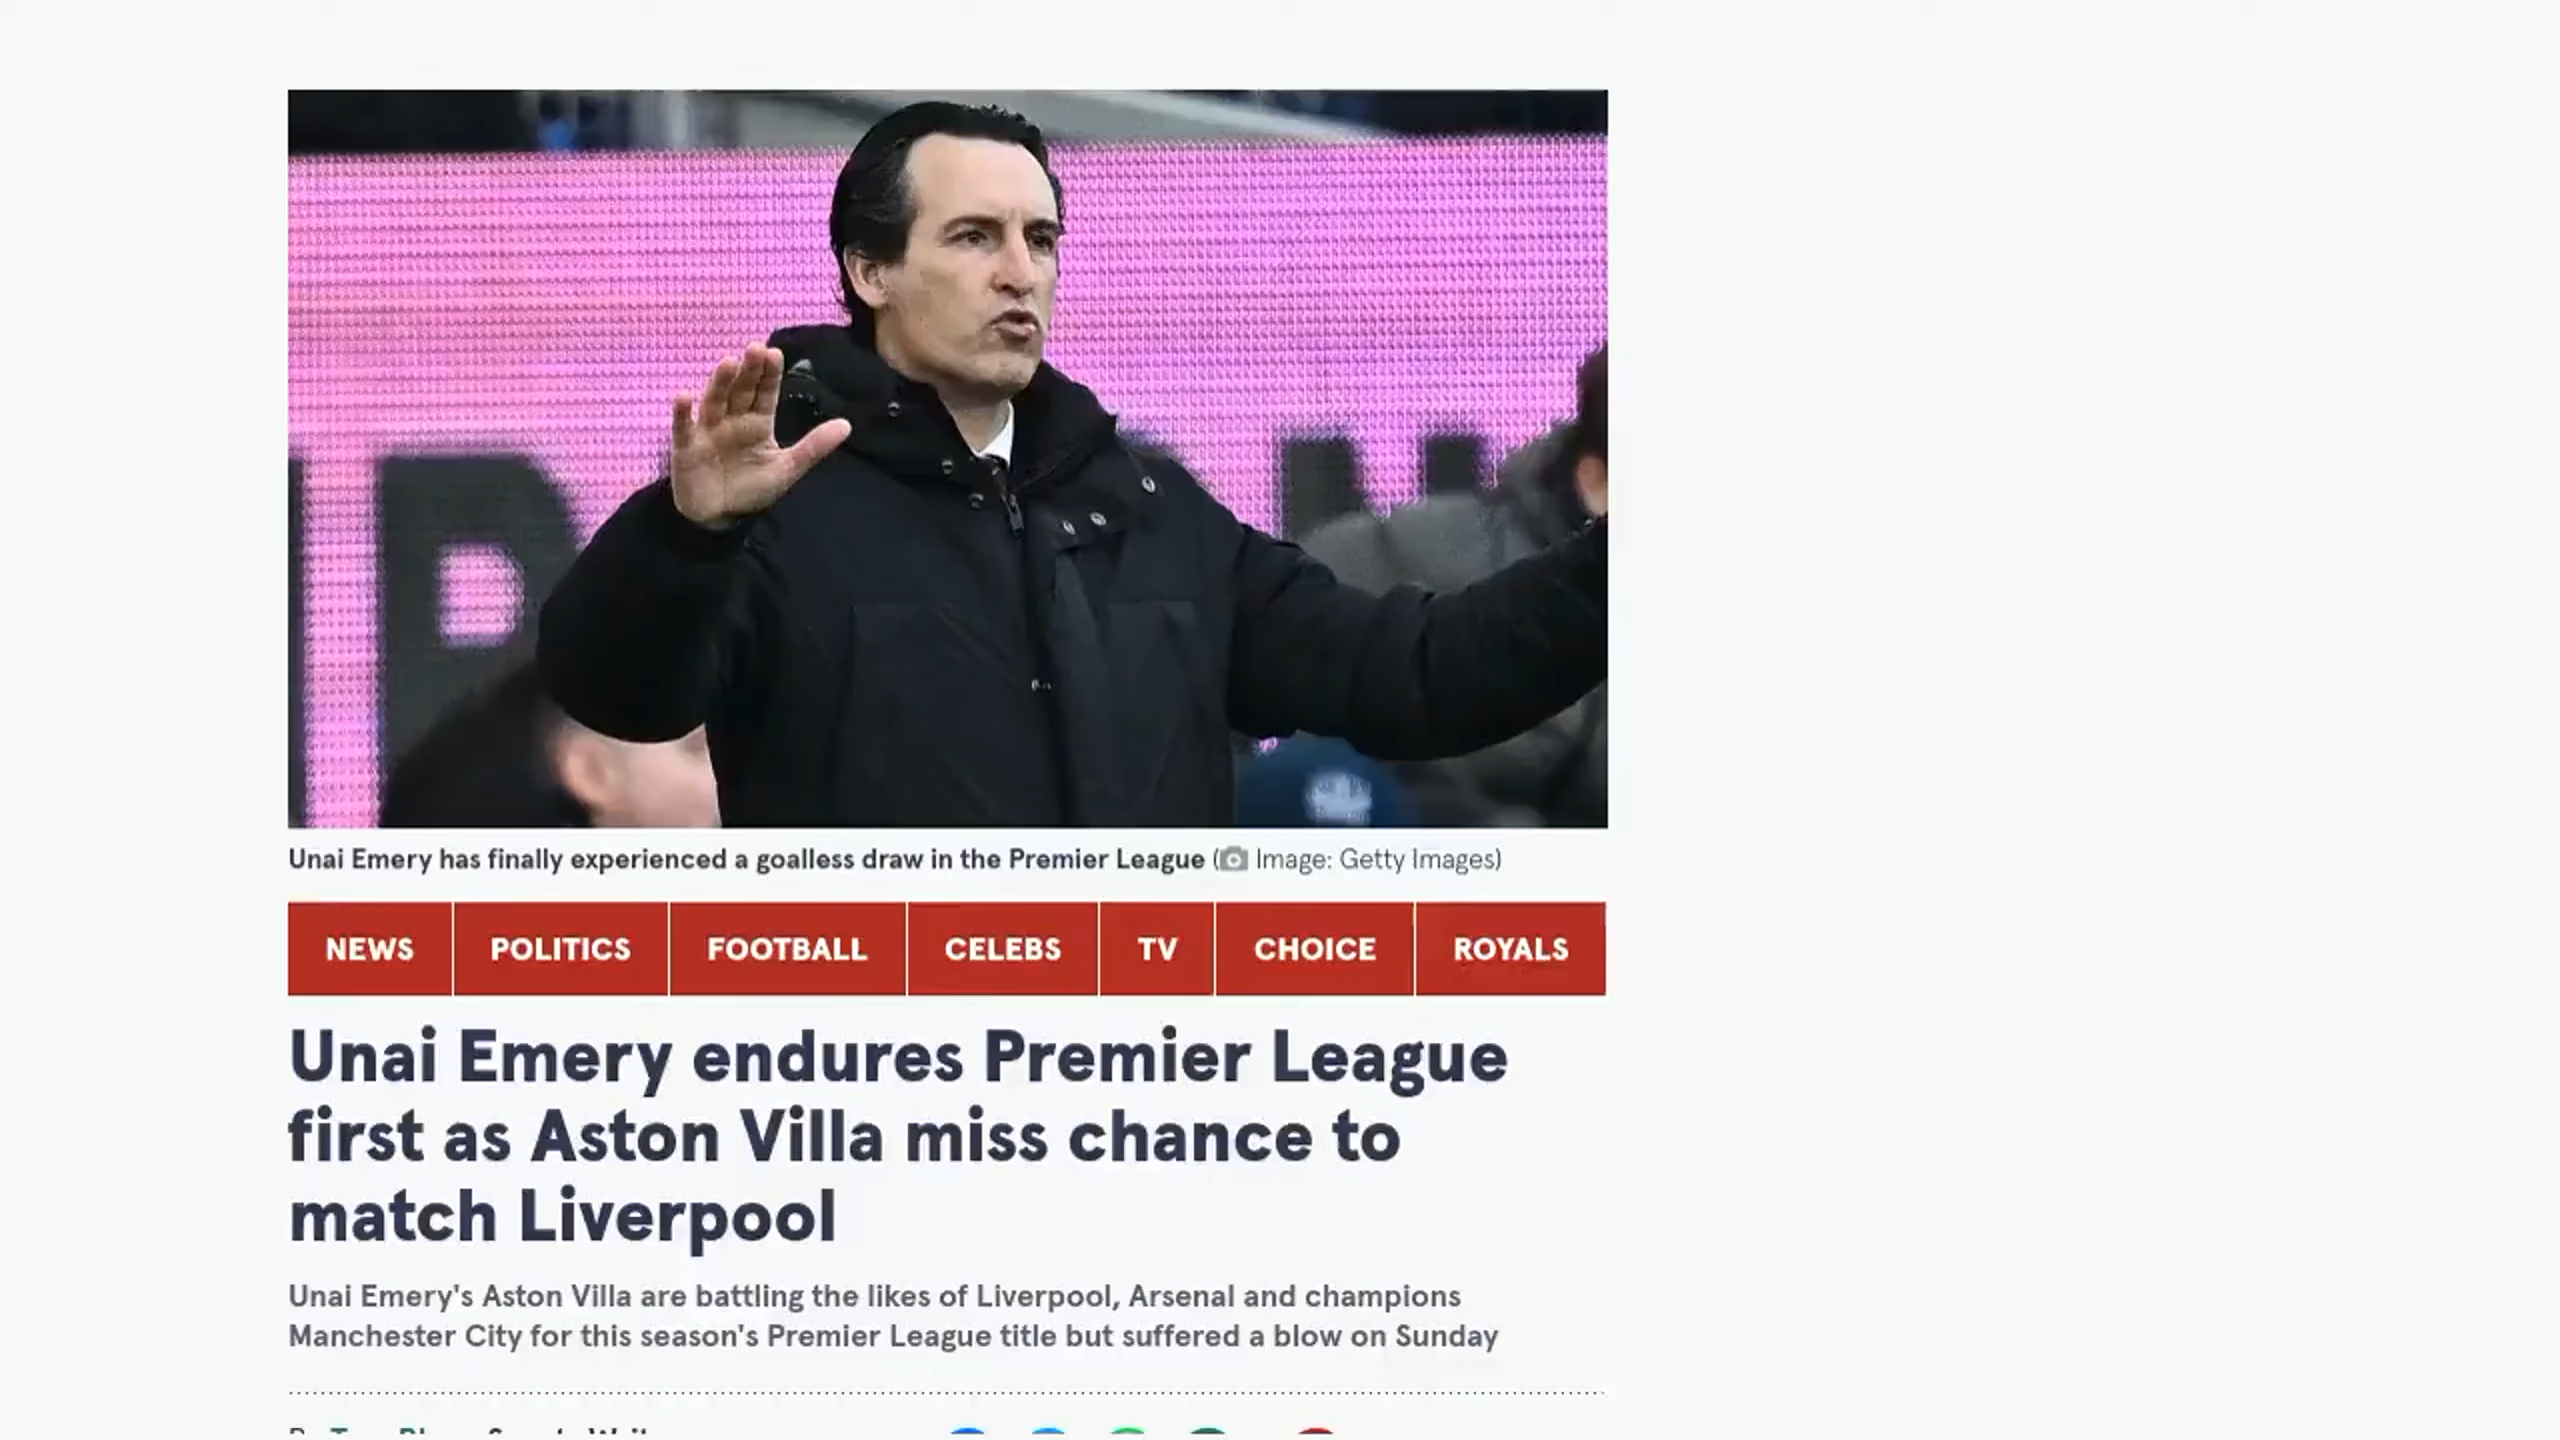 Unai Emery has finally experienced a goalless draw in the Premier League (Image: Getty Images)
NEWS POLITICS FOOTBALL CELEBS TV CHOICE ROYALS
Unai Emery endures Premier League
first as Aston Villa miss chance to
match Liverpool
Unai Emery's Aston Villa are battling the likes of Liverpool, Arsenal and champions
Manchester City for this season's Premier League title but suffered a blow on Sunday